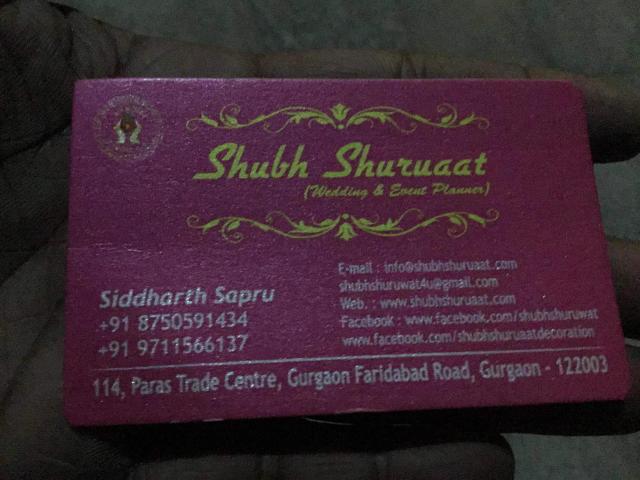 Shubh Shuruaat
(Wedding & Event Planner)
Siddharth Sapru
+91 8750591434
+91 9711566137
E-mail : info@shubhshuruaat.com
shubhshuruwat4u@gmail.com
Web. : www.shubhshuruaat.com
Facebook : www.facebook.com/shubhshuruwat
www.facebook.com/shubhshuruaatdecoration
114, Paras Trade Centre, Gurgaon Faridabad Road, Gurgaon - 122003